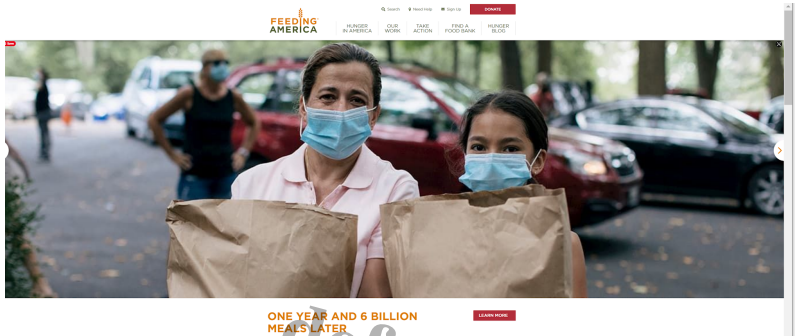 FEEDING
AMERICA
Search
Need Help
Sign Up
DONATE
HUNGER
IN AMERICA
OUR
WORK
TAKE
ACTION
FIND A
FOOD BANK
HUNGER
BLOG
Save
ONE YEAR AND 6 BILLION
MEALS LATER
LEARN MORE